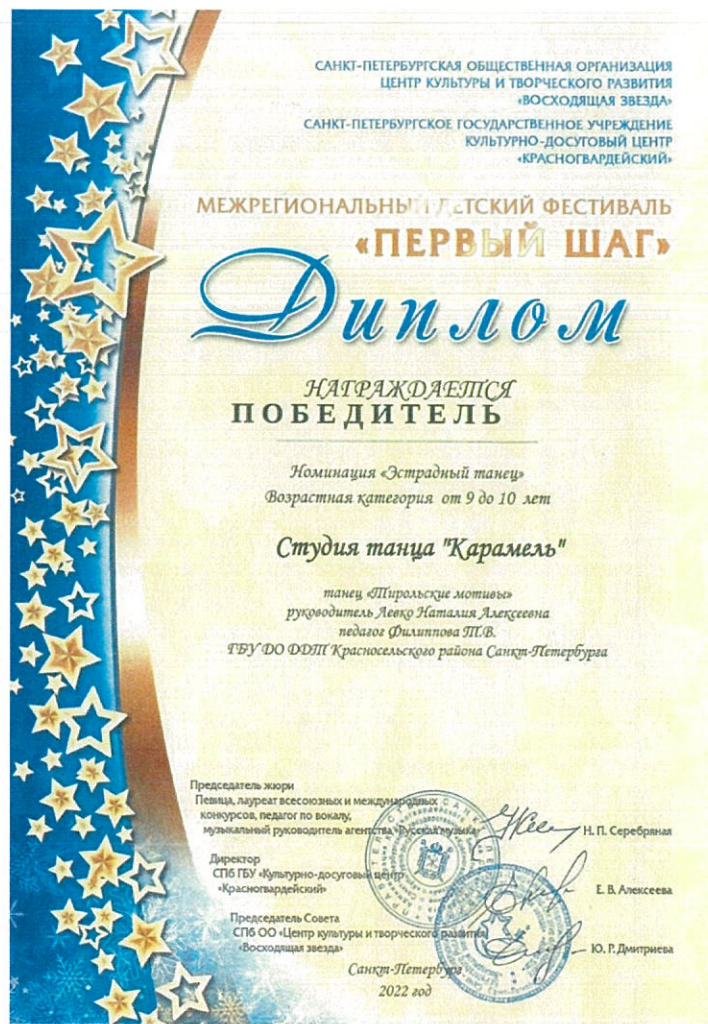 САНКТ-ПЕТЕРБУРГСКАЯ ОБЩЕСТВЕННАЯ ОРГАНИЗАЦИЯ
ЦЕНТР КУЛЬТУРЫ И ТВОРЧЕСКОГО РАЗВИТИЯ
«ВОСХОДЯЩАЯ ЗВЕЗДА»
САНКТ-ПЕТЕРБУРГСКОЕ ГОСУДАРСТВЕННОЕ УЧРЕЖДЕНИЕ
КУЛЬТУРНО-ДОСУГОВЫЙ ЦЕНТР
«КРАСНОГВАРДЕЙСКИЙ»
МЕЖРЕГИОНАЛЬНЫЙ ДЕТСКИЙ ФЕСТИВАЛЬ
«ПЕРВЫЙ ШАГ»
Диплом
НАГРАЖДАЕТСЯ
ПОБЕДИТЕЛЬ
Номинация «Эстрадный танец»
Возрастная категория от 9 до 10 лет
Студия танца "Карамель"
танец «Тирольские мотивы»
руководитель Левко Наталия Алексеевна
педагог Филиппова Т.В.
ГБУ ДО ДДТ Красносельского района Санкт-Петербурга
Председатель жюри
Певица, лауреат всесоюзных и международных
конкурсов, педагог по вокалу,
музыкальный руководитель агентства «Русская музыка»
Н. П. Серебряная
Директор
СПб ГБУ «Культурно-досуговый центр
«Красногвардейский»
Е. В. Алексеева
Председатель Совета
СПб ОО «Центр культуры и творческого развития
«Восходящая звезда»
Ю. Р. Дмитриева
Санкт-Петербург
2022 год